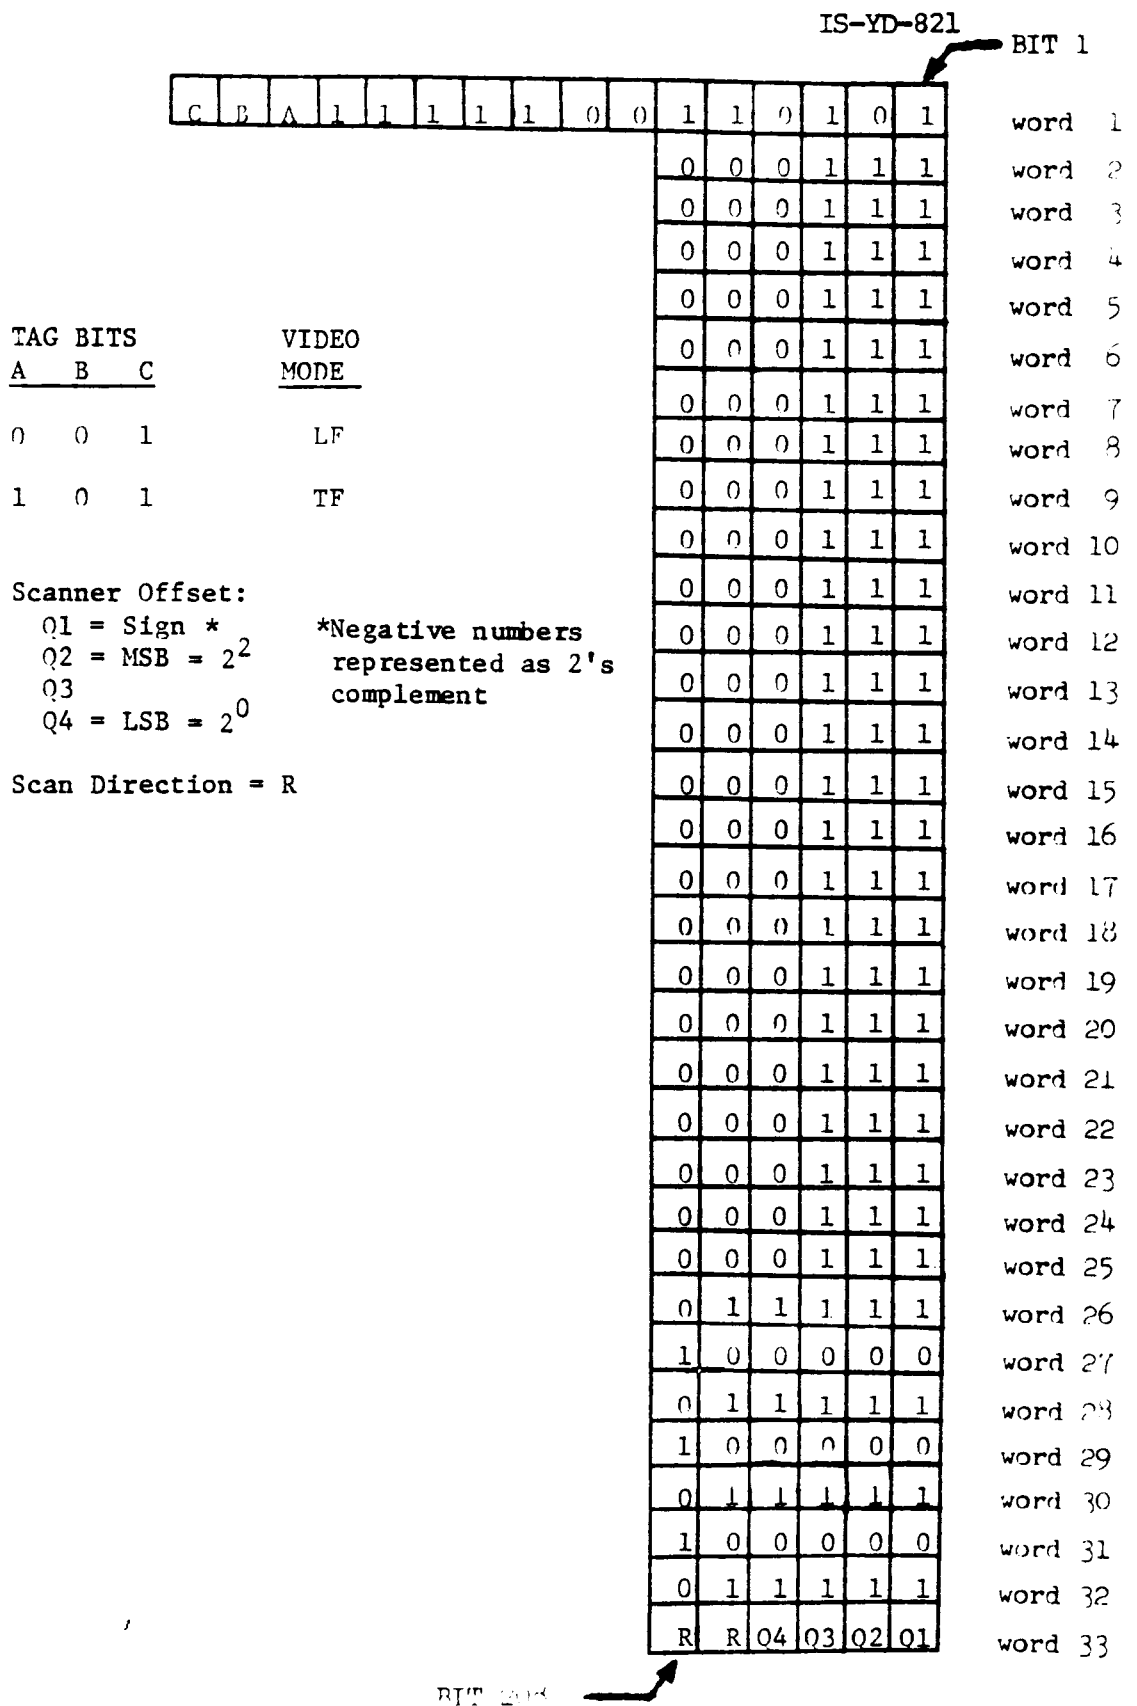 IS-YD-821
BIT 1
C B A 1 1 1 1 1 0 0 1 1 0 1 0 1 word 1
0 0 0 1 1 1 word 2
0 0 0 1 1 1 word 3
0 0 0 1 1 1 word 4
0 0 0 1 1 1 word 5
TAG BITS VIDEO
A B C MODE
0 0 0 1 1 1 word 6
0 0 0 1 1 1 word 7
0 0 1 LF
0 0 0 1 1 1 word 8
1 0 1 TF
0 0 0 1 1 1 word 9
0 0 0 1 1 1 word 10
Scanner Offset:
0 0 0 1 1 1 word 11
Q1 = Sign * *Negative numbers
0 0 0 1 1 1 word 12
Q2 = MSB = 2² represented as 2's
Q3 complement
0 0 0 1 1 1 word 13
Q4 = LSB = 2⁰
0 0 0 1 1 1 word 14
Scan Direction = R
0 0 0 1 1 1 word 15
0 0 0 1 1 1 word 16
0 0 0 1 1 1 word 17
0 0 0 1 1 1 word 18
0 0 0 1 1 1 word 19
0 0 0 1 1 1 word 20
0 0 0 1 1 1 word 21
0 0 0 1 1 1 word 22
0 0 0 1 1 1 word 23
0 0 0 1 1 1 word 24
0 0 0 1 1 1 word 25
0 1 1 1 1 1 word 26
1 0 0 0 0 0 word 27
0 1 1 1 1 1 word 28
1 0 0 0 0 0 word 29
0 1 1 1 1 1 word 30
1 0 0 0 0 0 word 31
0 1 1 1 1 1 word 32
R R Q4 Q3 Q2 Q1 word 33
BIT